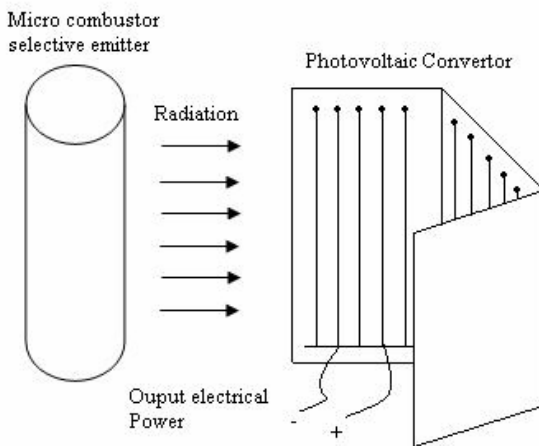 Micro combustor
selective emitter
Photovoltaic Convertor
Radiation
Ouput electrical
Power
-
+